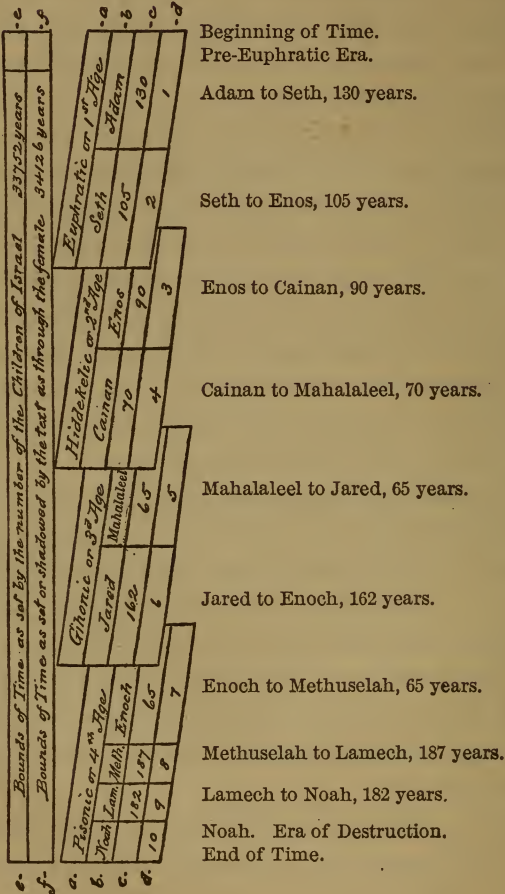 Beginning of Time.
Pre-Euphratic Era.
Adam to Seth, 130 years.
Seth to Enos, 105 years.
Enos to Cainan, 90 years.
Cainan to Mahalaleel, 70 years.
Mahalaleel to Jared, 65 years.
Jared to Enoch, 162 years.
Enoch to Methuselah, 65 years.
Methuselah to Lamech, 187 years.
Lamech to Noah, 182 years.
Noah. Era of Destruction.
End of Time.
e- Bounds of Time as set by the number of the Children of Israel 33752 years -e
f- Bounds of Time as set or shadowed by the text as through the female 34126 years -f
a. Pisonic or 4th Age
b. Noah Lam. Meth. Enoch
c. 182 187 65
d. 10 9 8 7
Gihonic or 3d Age
Jared Mahalaleel
162 65
6 5
Hiddekelic or 2nd Age
Cainan Enos
70 90
4 3
Euphratic or 1st Age -a
Seth Adam -b
105 130 -c
2 1 -d